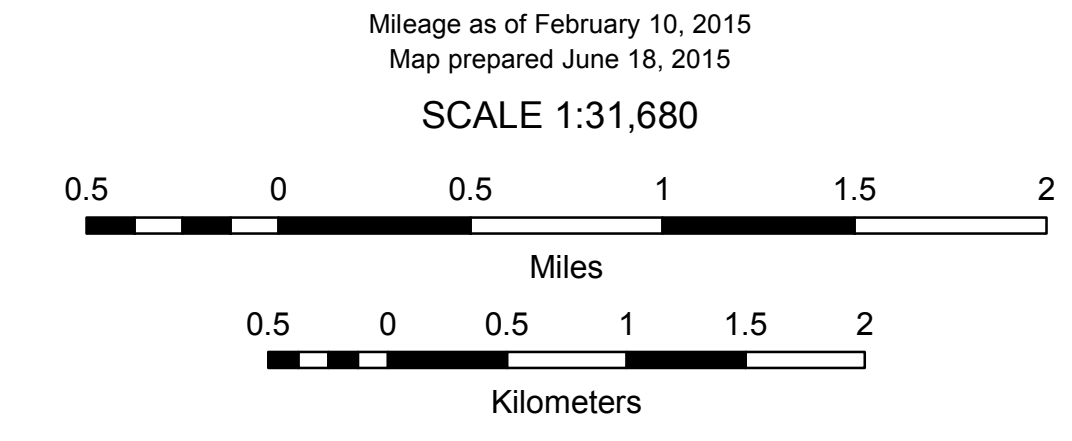 Mileage as of February 10, 2015
Map prepared June 18, 2015
SCALE 1:31,680
0.5 0 0.5 1 1.5 2
Miles
0.5 0 0.5 1 1.5 2
Kilometers